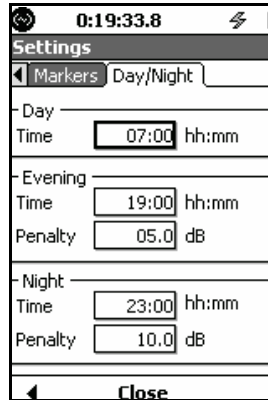 0:19:33.8
Settings
Markers Day/Night
Day
Time 07:00 hh:mm
Evening
Time 19:00 hh:mm
Penalty 05.0 dB
Night
Time 23:00 hh:mm
Penalty 10.0 dB
Close